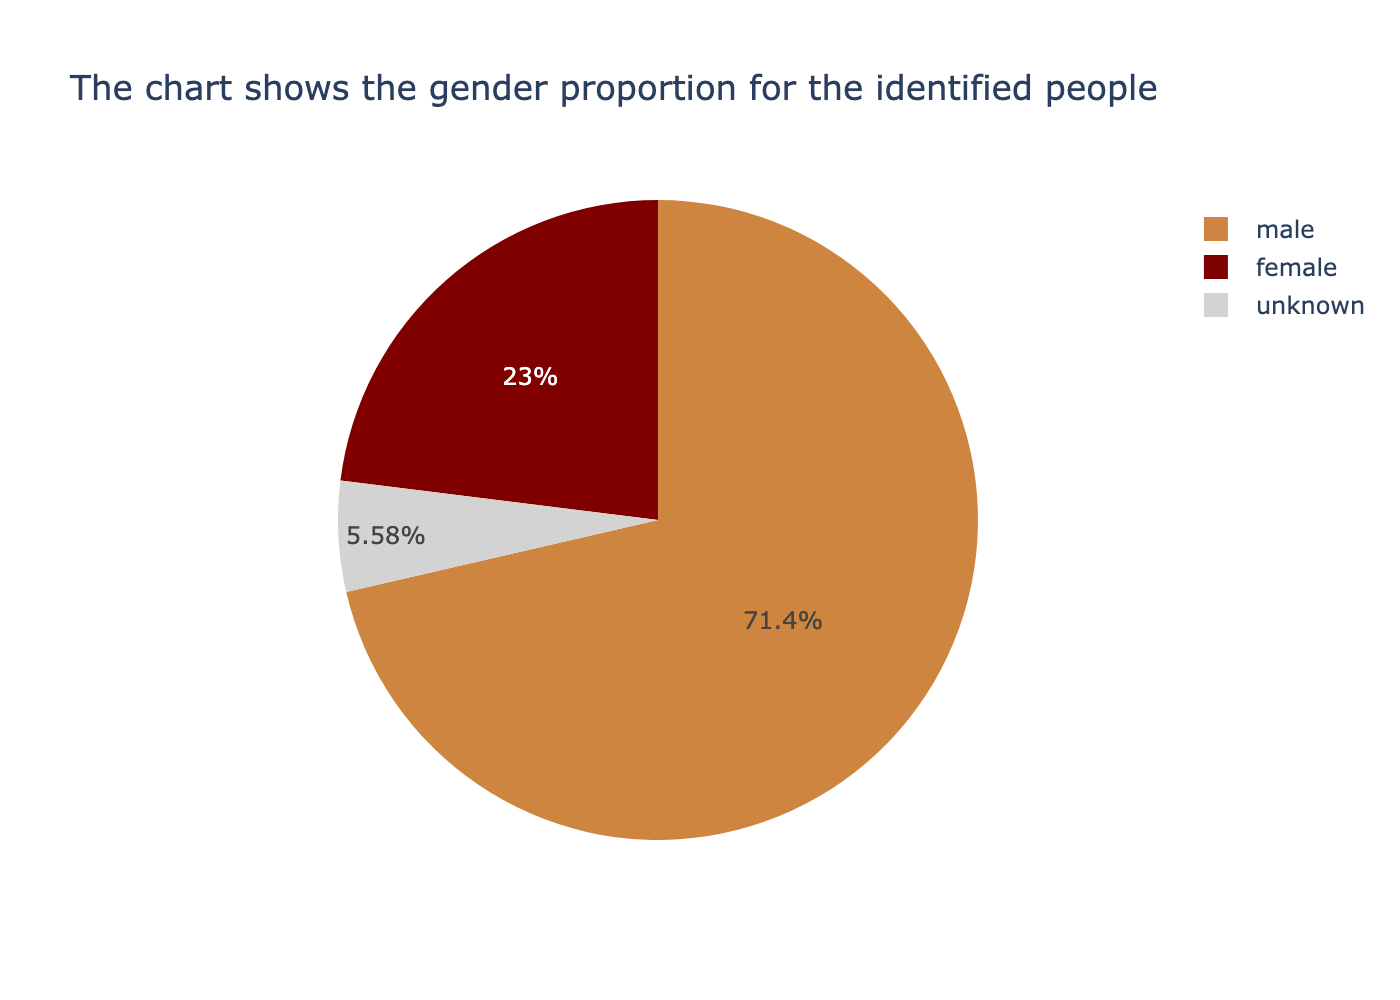 The chart shows the gender proportion for the identified people
male
female
unknown
23%
5.58%
71.4%